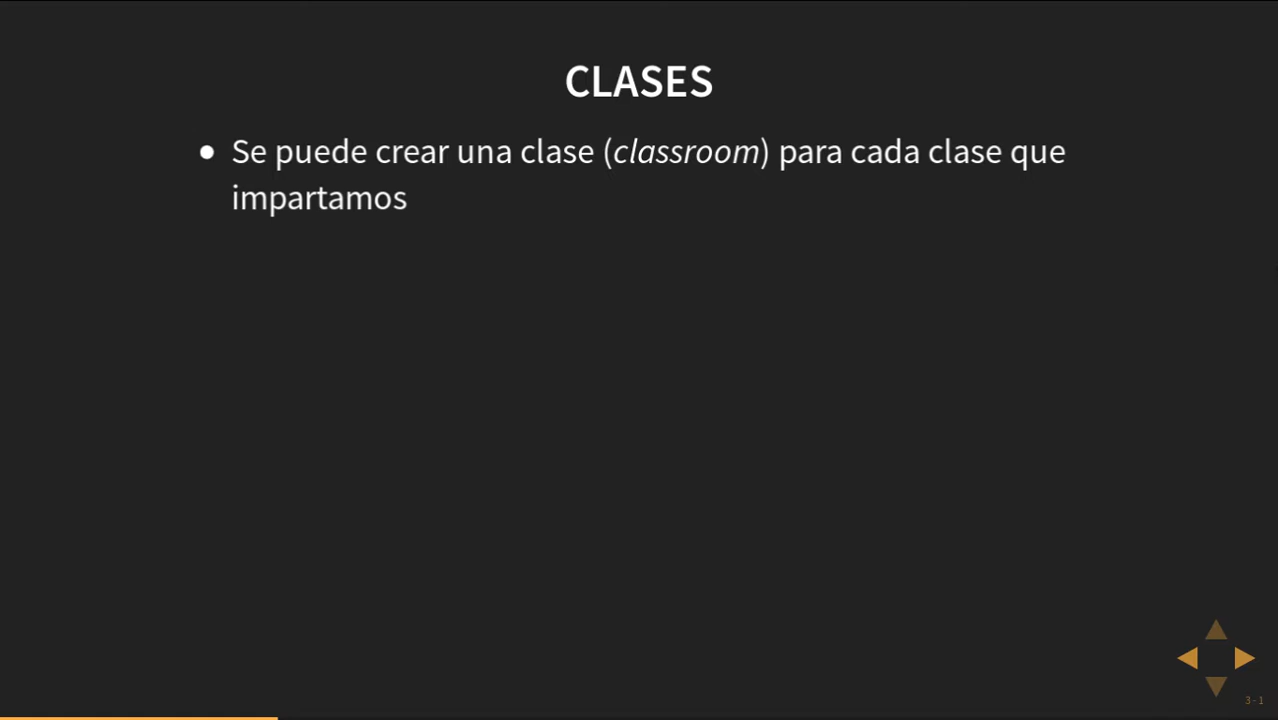 CLASES
• Se puede crear una clase (classroom) para cada clase que
impartamos
3-1